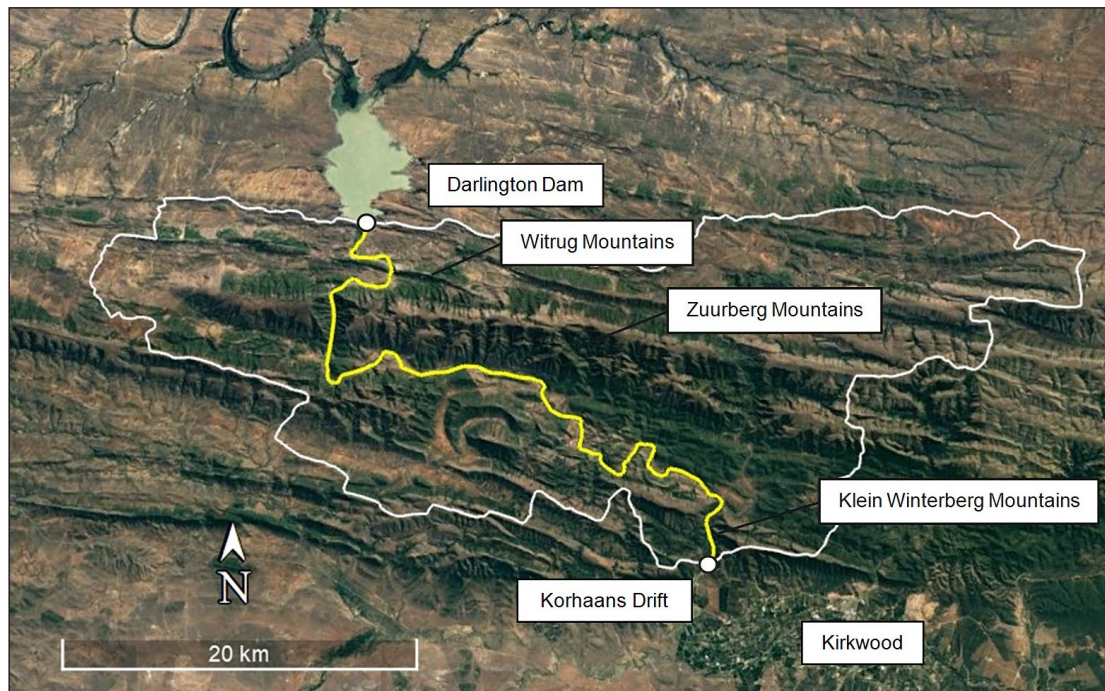 Darlington Dam
Witrug Mountains
Zuurberg Mountains
Klein Winterberg Mountains
Korhaans Drift
N
Kirkwood
20 km